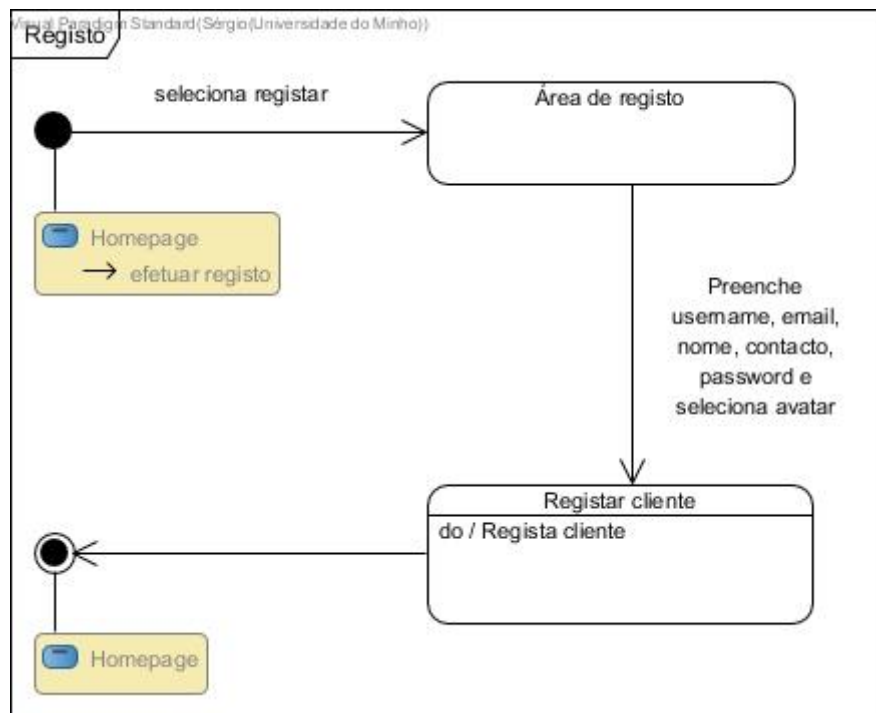 Visual Paradigm Standard(Sérgio(Universidade do Minho))
Registo
seleciona registar
Área de registo
Homepage
efetuar registo
Preenche
username, email,
nome, contacto,
password e
seleciona avatar
Registar cliente
do / Regista cliente
Homepage